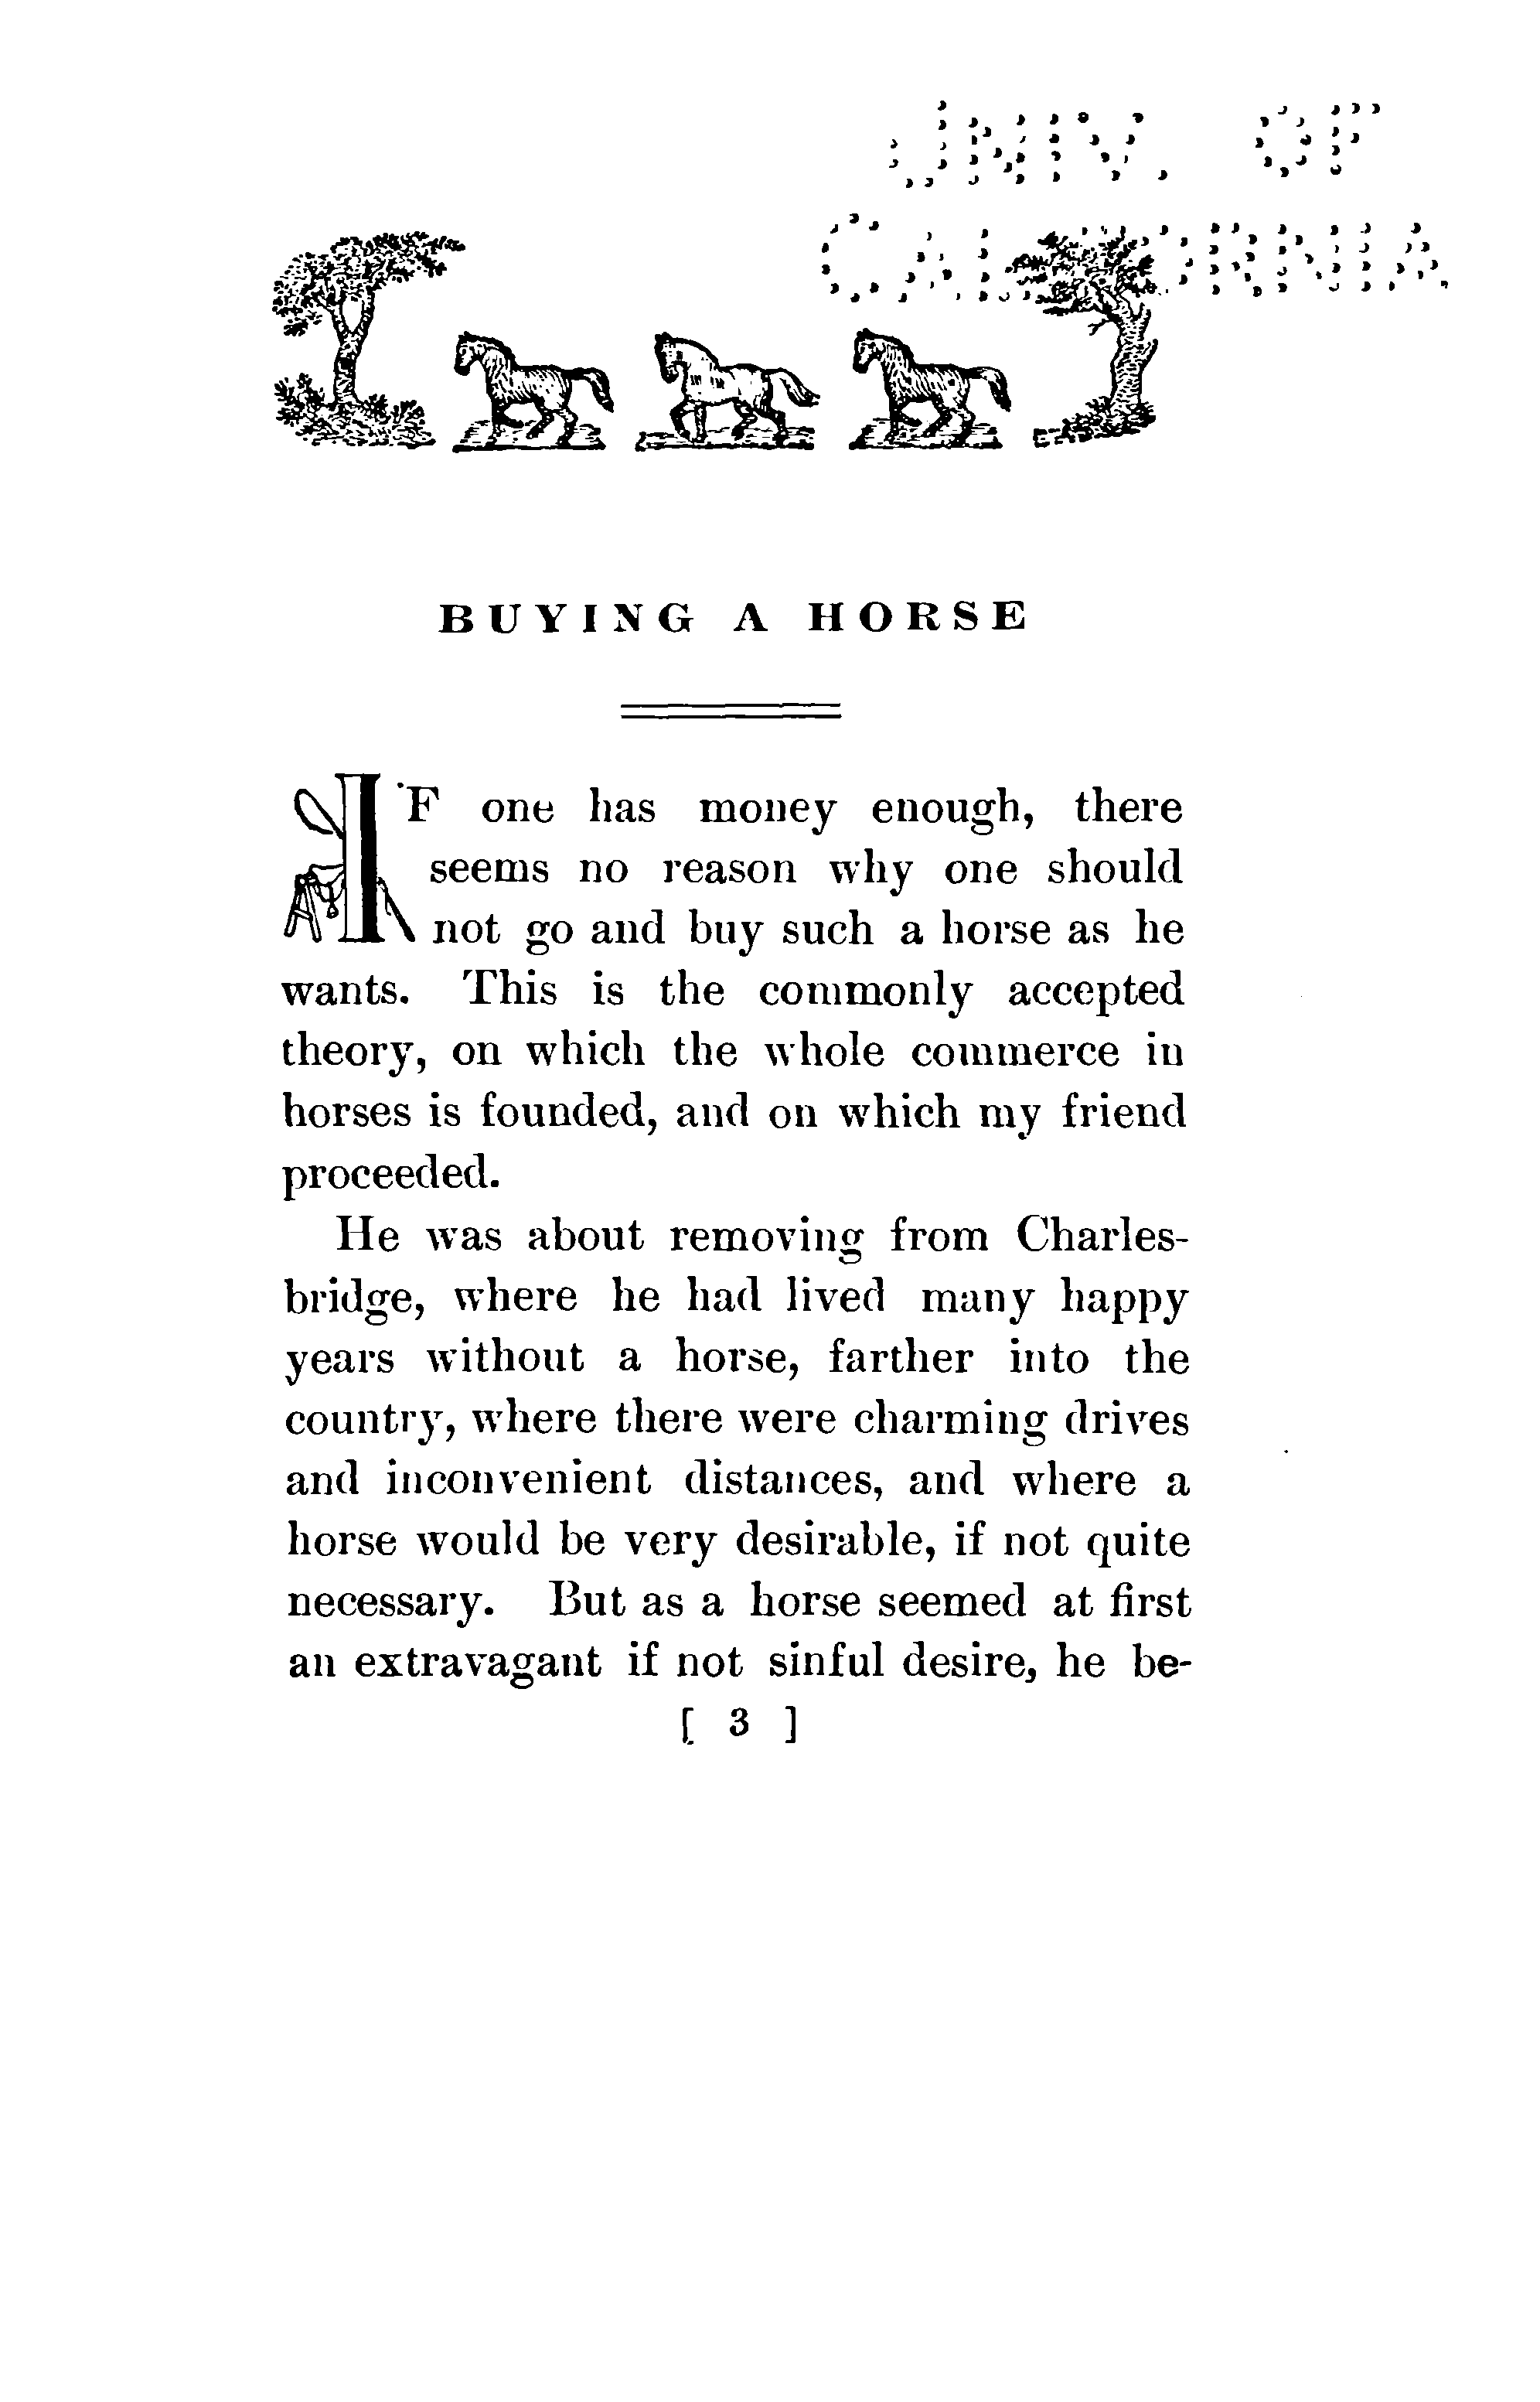 UNIV. OF
CALIFORNIA
BUYING A HORSE
IF one has money enough, there
seems no reason why one should
not go and buy such a horse as he
wants. This is the commonly accepted
theory, on which the whole commerce in
horses is founded, and on which my friend
proceeded.
He was about removing from Charles-
bridge, where he had lived many happy
years without a horse, farther into the
country, where there were charming drives
and inconvenient distances, and where a
horse would be very desirable, if not quite
necessary. But as a horse seemed at first
an extravagant if not sinful desire, he be-
[ 3 ]